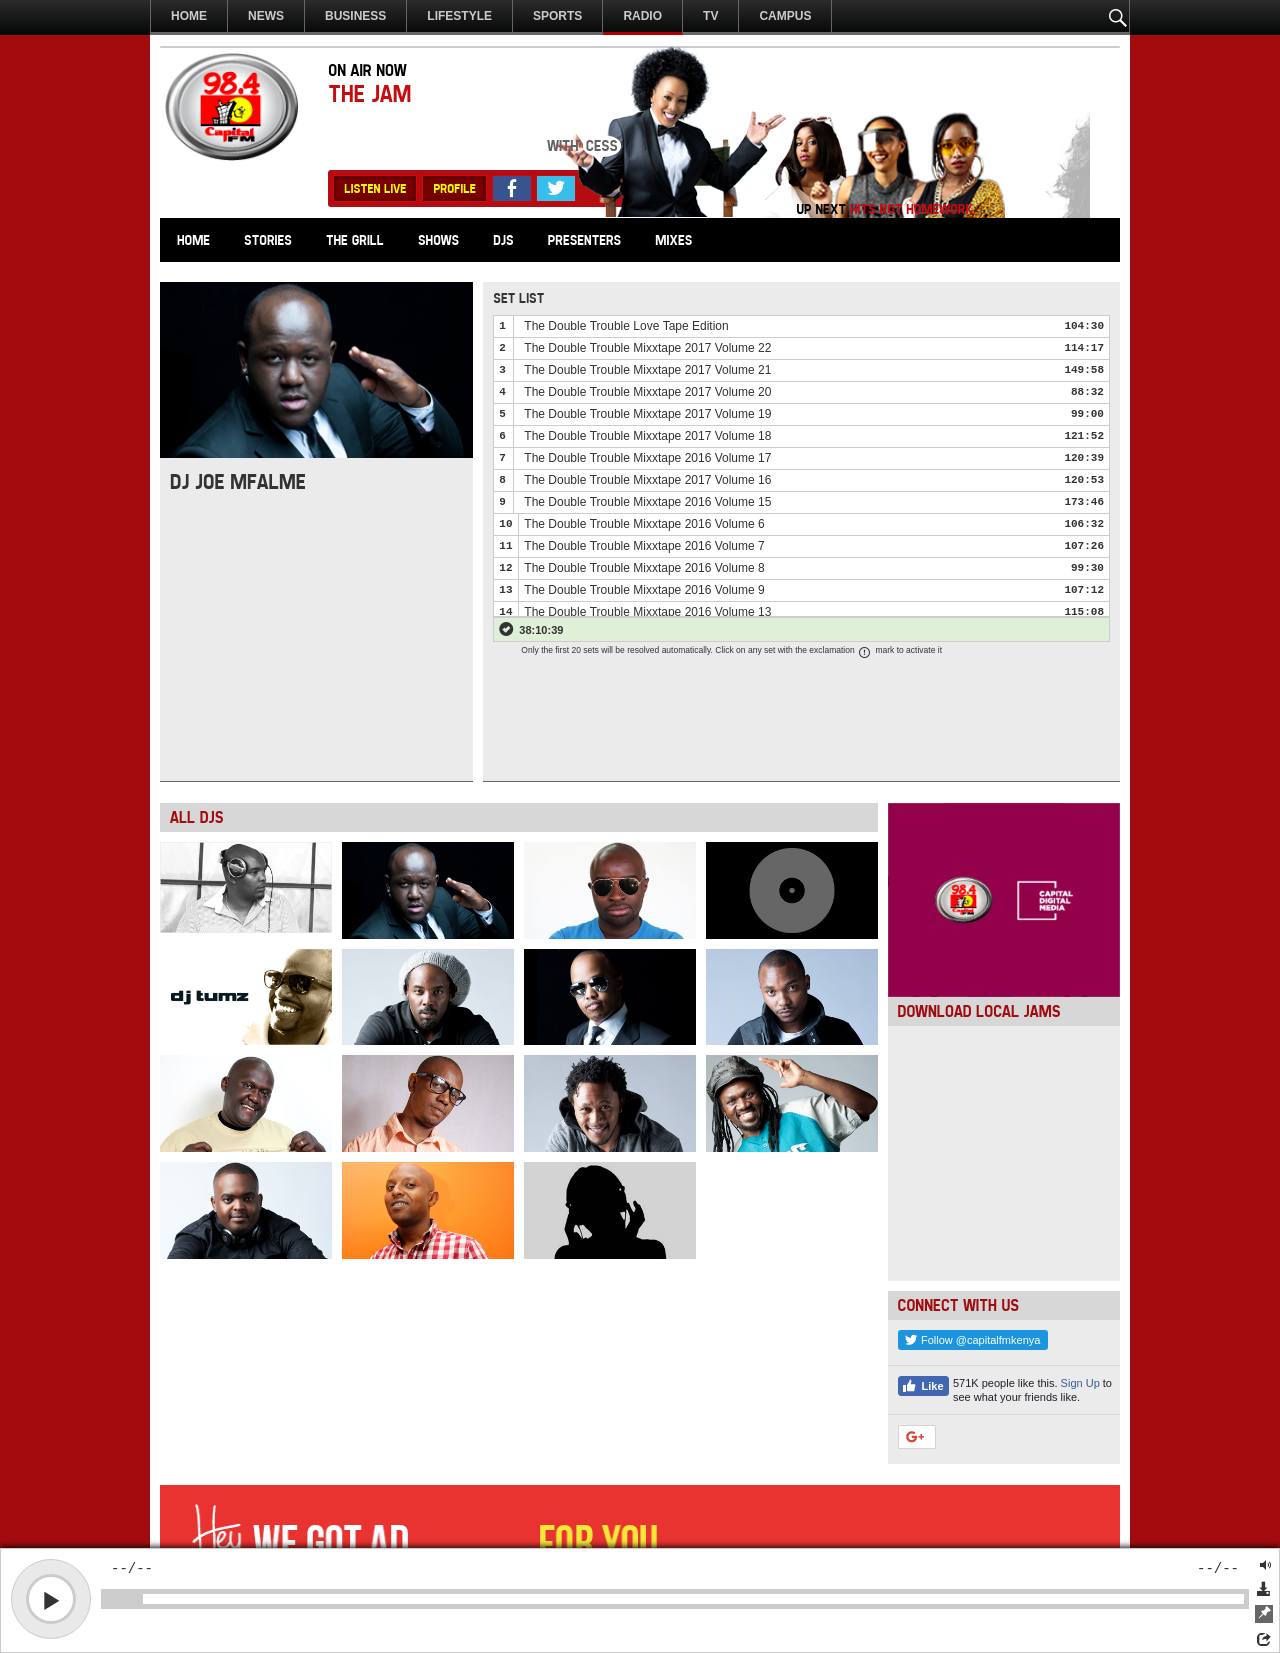 HOME NEWS BUSINESS LIFESTYLE SPORTS RADIO TV CAMPUS
98.4
Capital FM
ON AIR NOW
THE JAM
WITH CESS
LISTEN LIVE PROFILE
UP NEXT HITS NOT HOMEWORK
HOME STORIES THE GRILL SHOWS DJS PRESENTERS MIXES
DJ JOE MFALME
SET LIST
1 The Double Trouble Love Tape Edition 104:30
2 The Double Trouble Mixxtape 2017 Volume 22 114:17
3 The Double Trouble Mixxtape 2017 Volume 21 149:58
4 The Double Trouble Mixxtape 2017 Volume 20 88:32
5 The Double Trouble Mixxtape 2017 Volume 19 99:00
6 The Double Trouble Mixxtape 2017 Volume 18 121:52
7 The Double Trouble Mixxtape 2016 Volume 17 120:39
8 The Double Trouble Mixxtape 2017 Volume 16 120:53
9 The Double Trouble Mixxtape 2016 Volume 15 173:46
10 The Double Trouble Mixxtape 2016 Volume 6 106:32
11 The Double Trouble Mixxtape 2016 Volume 7 107:26
12 The Double Trouble Mixxtape 2016 Volume 8 99:30
13 The Double Trouble Mixxtape 2016 Volume 9 107:12
14 The Double Trouble Mixxtape 2016 Volume 13 115:08
38:10:39
Only the first 20 sets will be resolved automatically. Click on any set with the exclamation mark to activate it
ALL DJS
dj tumz
98.4
Capital FM
CAPITAL
DIGITAL
MEDIA
DOWNLOAD LOCAL JAMS
CONNECT WITH US
Follow @capitalfmkenya
Like 571K people like this. Sign Up to
see what your friends like.
G+
Hey WE GOT AD FOR YOU
--/-- --/--